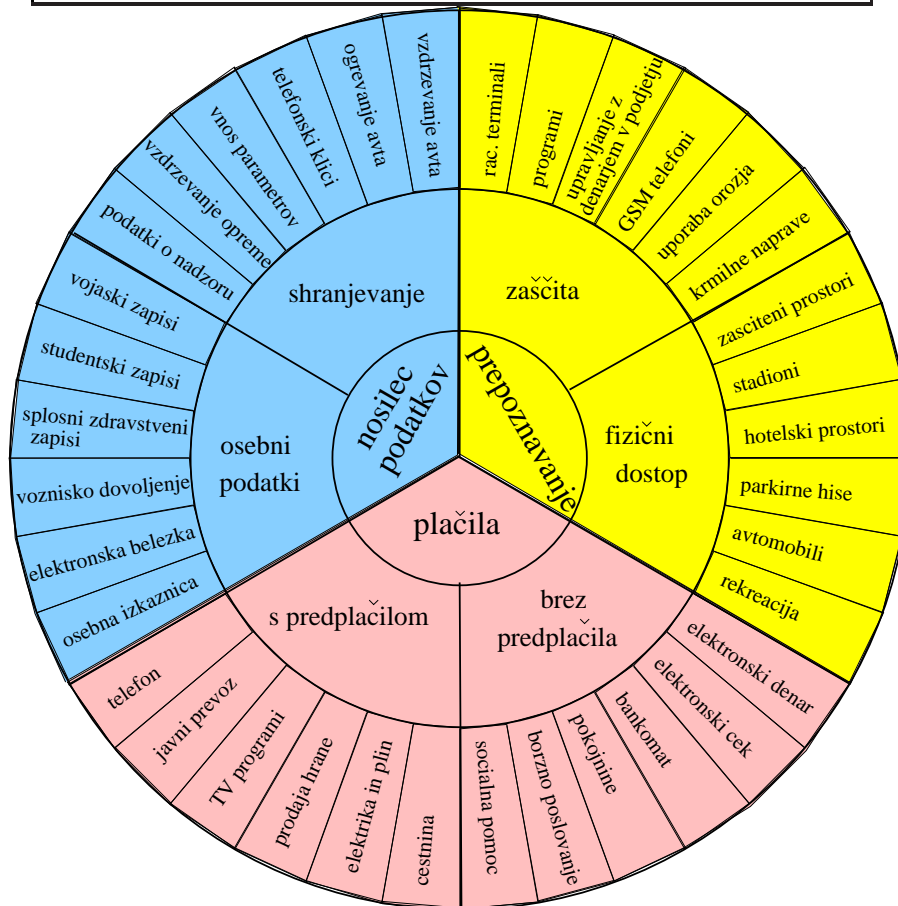 nosilec
podatkov
prepoznavanje
plačila
shranjevanje
zaščita
fizični
dostop
brez
predplačila
s predplačilom
osebni
podatki
rac. terminali
programi
upravljanje z
denarjem v podjetju
GSM telefoni
uporaba orozja
krmilne naprave
zasciteni prostori
stadioni
hotelski prostori
parkirne hise
avtomobili
rekreacija
elektronski denar
elektronski cek
bankomat
pokojnine
borzno poslovanje
socialna pomoc
cestnina
elektrika in plin
prodaja hrane
TV programi
javni prevoz
telefon
osebna izkaznica
elektronska belezka
voznisko dovoljenje
splosni zdravstveni
zapisi
studentski zapisi
vojaski zapisi
podatki o nadzoru
vzdrzevanje opreme
vnos parametrov
telefonski klici
ogrevanje avta
vzdrzevanje avta